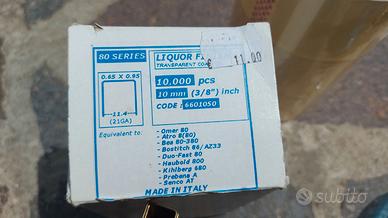 80 SERIES
0.65 X 0.95
11.4
(21GA)
LIQUOR
TRANSPARENT
€ 11.00
10.000 pcs
10 mm (3/8") inch
CODE: 6601050
Equivalent to:
- Omer 80
- Atro 8(80)
- Bea 80-380
- Bostitch 86/AZ33
- Duo-Fast 80
- Haubold 800
- Kihlberg 680
- Prebena A
- Senco AT
MADE IN ITALY
subito